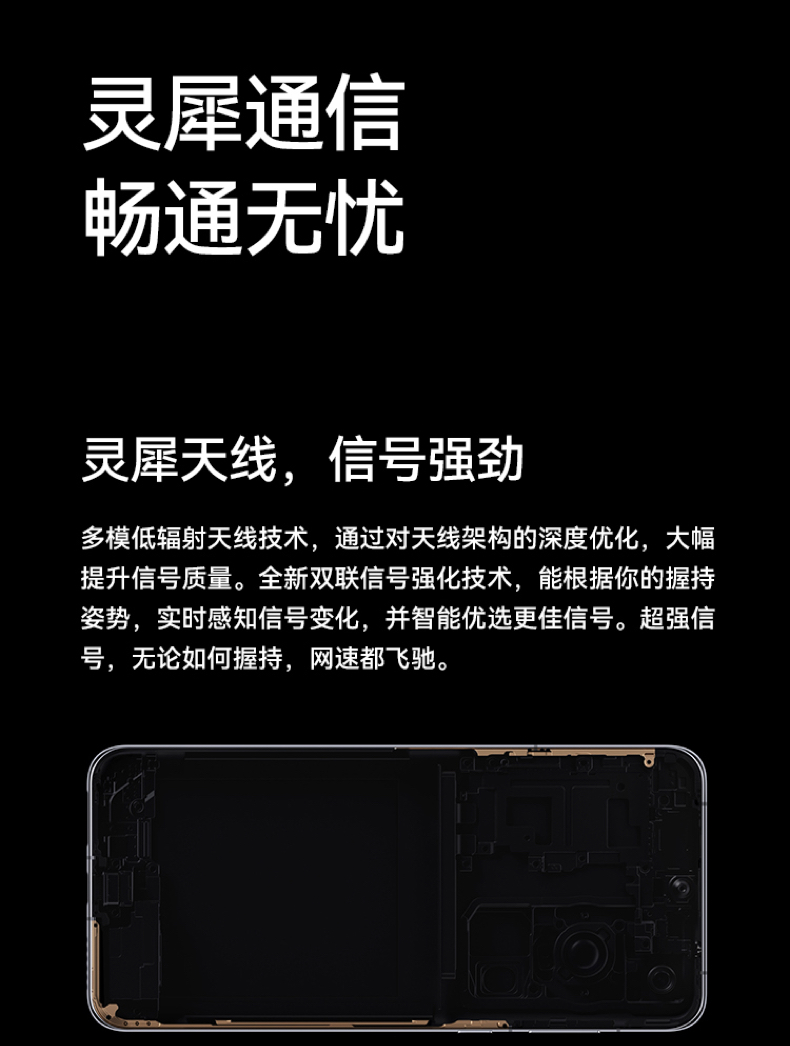 灵犀通信
畅通无忧
灵犀天线，信号强劲
多模低辐射天线技术，通过对天线架构的深度优化，大幅
提升信号质量。全新双联信号强化技术，能根据你的握持
姿势，实时感知信号变化，并智能优选更佳信号。超强信
号，无论如何握持，网速都飞驰。